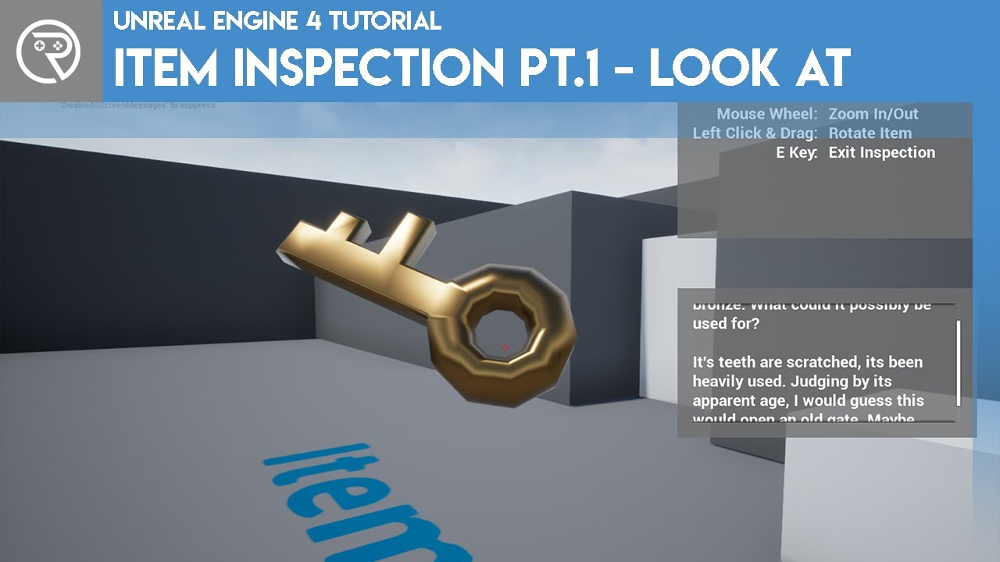 UNREAL ENGINE 4 TUTORIAL
ITEM INSPECTION PT.1 - LOOK AT
"DisableAllScreenMessages" to suppress
Mouse Wheel: Zoom In/Out
Left Click & Drag: Rotate Item
E Key: Exit Inspection
bronze. What could it possibly be
used for?
It's teeth are scratched, its been
heavily used. Judging by its
apparent age, I would guess this
would open an old gate. Maybe
Item